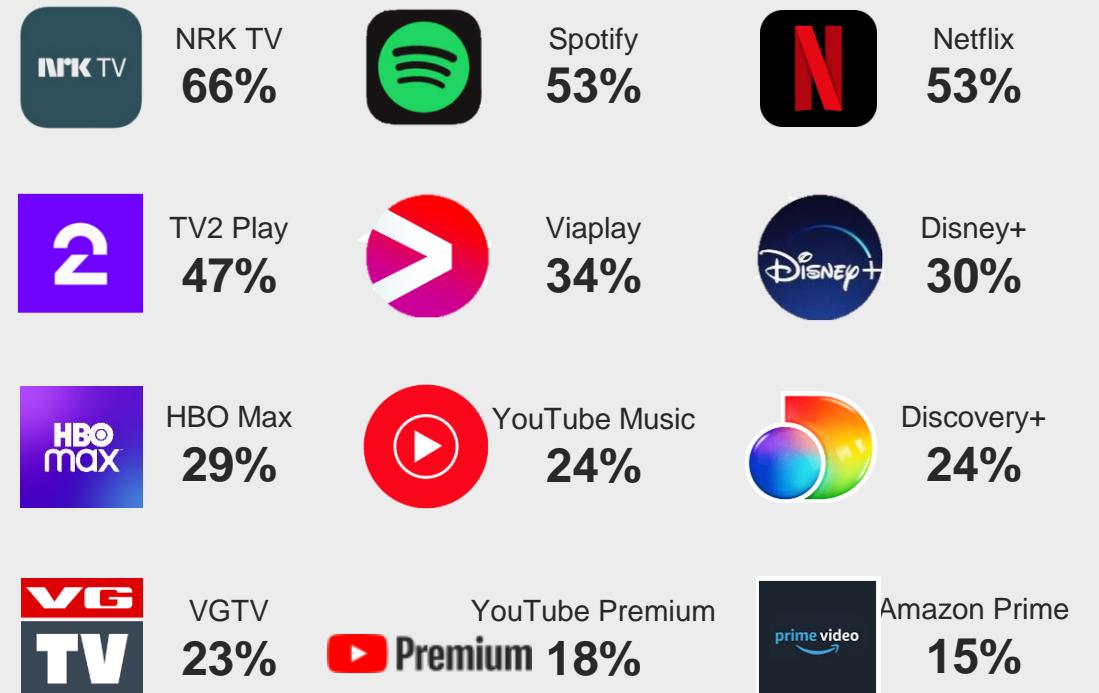 nrk TV
NRK TV
66%
Spotify
53%
Netflix
53%
2
TV2 Play
47%
Viaplay
34%
Disney+
Disney+
30%
HBO
max
HBO Max
29%
YouTube Music
24%
Discovery+
24%
VG
TV
VGTV
23%
Premium
YouTube Premium
18%
prime video
Amazon Prime
15%